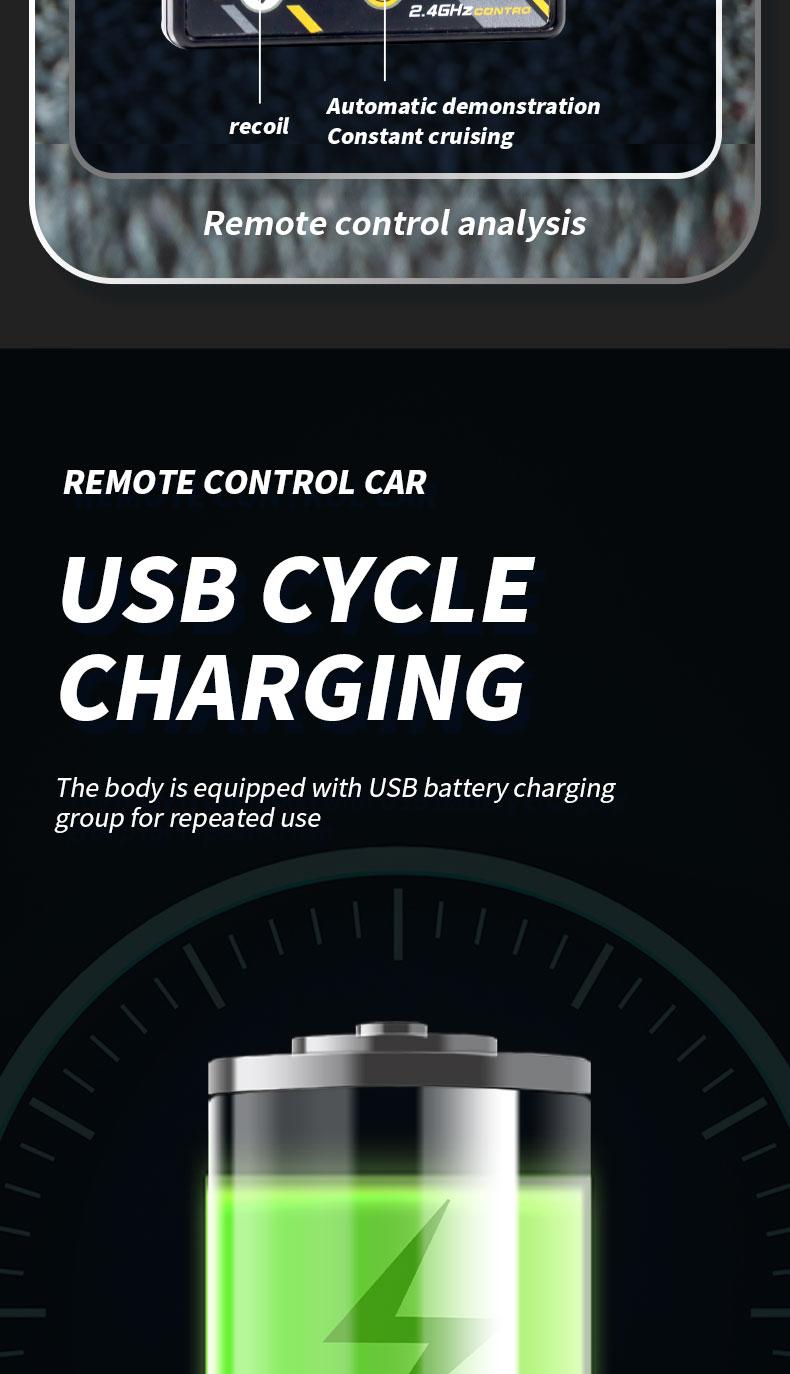 2.4GHz CONTRO
recoil
Automatic demonstration
Constant cruising
Remote control analysis
REMOTE CONTROL CAR
USB CYCLE
CHARGING
The body is equipped with USB battery charging
group for repeated use